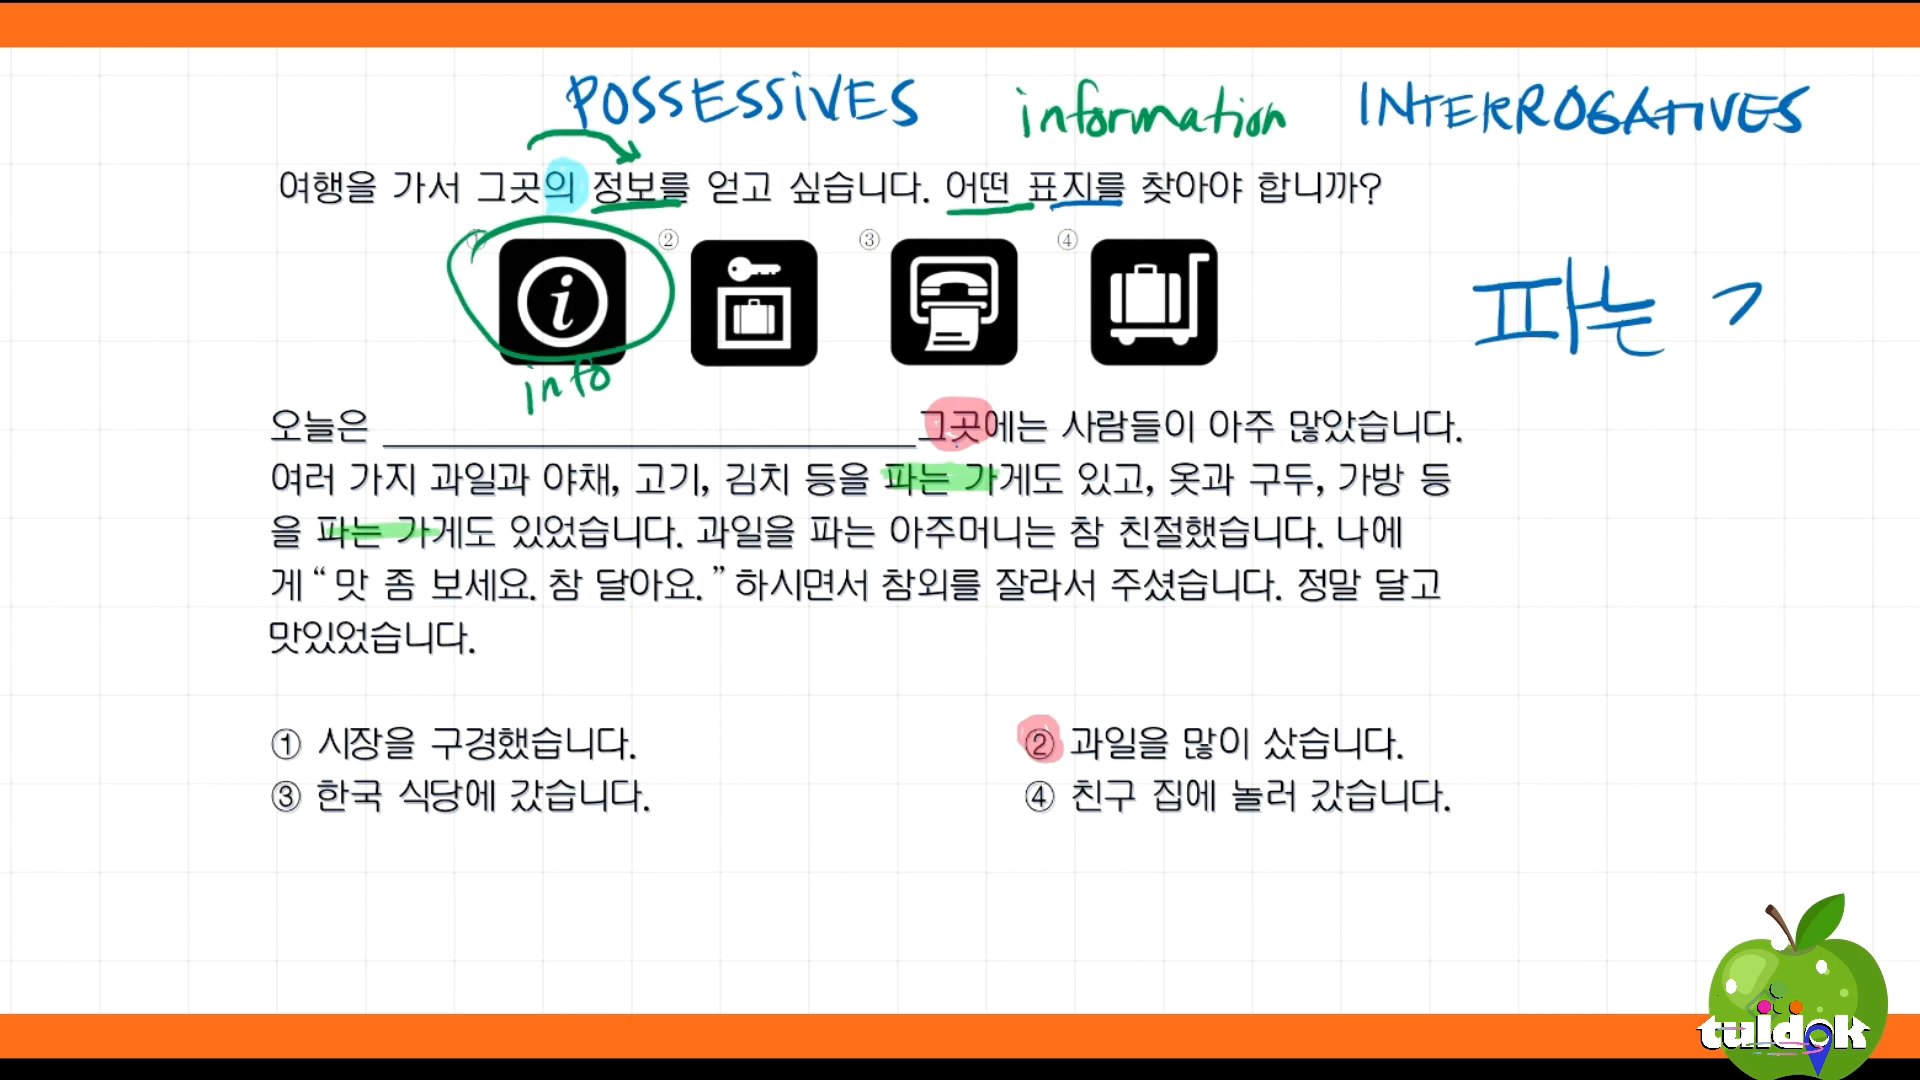 POSSESSIVES information INTERROGATIVES
여행을 가서 그곳의 정보를 얻고 싶습니다. 어떤 표지를 찾아야 합니까?
① ② ③ ④
i
info
파는 ㄱ
오늘은 ____________________ 그곳에는 사람들이 아주 많았습니다.
여러 가지 과일과 야채, 고기, 김치 등을 파는 가게도 있고, 옷과 구두, 가방 등
을 파는 가게도 있었습니다. 과일을 파는 아주머니는 참 친절했습니다. 나에
게 “ 맛 좀 보세요. 참 달아요. ” 하시면서 참외를 잘라서 주셨습니다. 정말 달고
맛있었습니다.
① 시장을 구경했습니다. ② 과일을 많이 샀습니다.
③ 한국 식당에 갔습니다. ④ 친구 집에 놀러 갔습니다.
tuldok